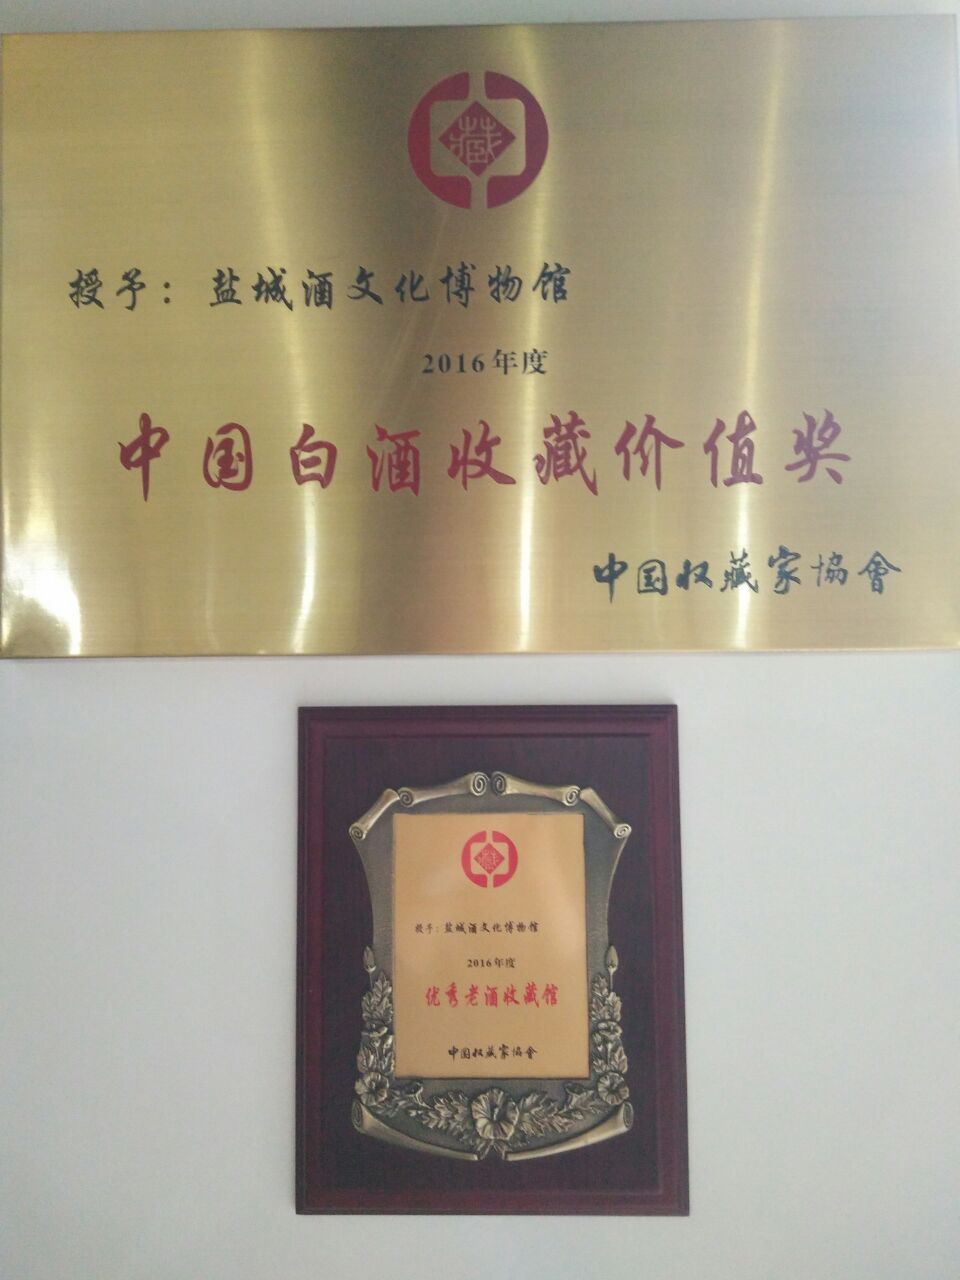 藏
授予：盐城酒文化博物馆
2016年度
中国白酒收藏价值奖
中国收藏家協會
藏
授予：盐城酒文化博物馆
2016年度
优秀老酒收藏馆
中国收藏家協會